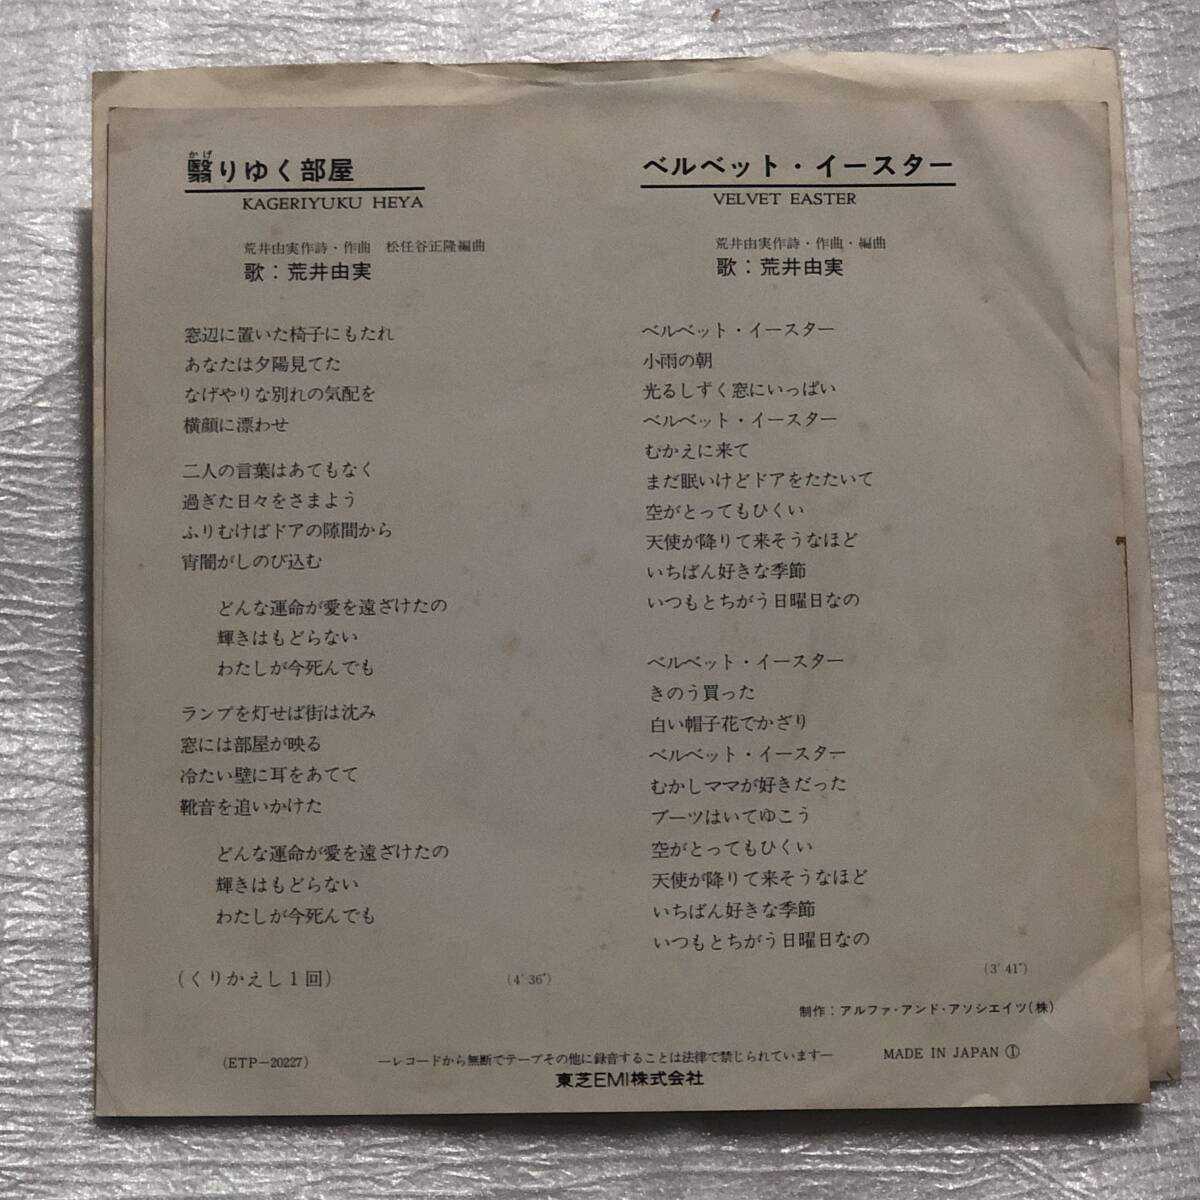 かげ
翳りゆく部屋
KAGERIYUKU HEYA
荒井由実作詩・作曲 松任谷正隆編曲
歌：荒井由実
窓辺に置いた椅子にもたれ
あなたは夕陽見てた
なげやりな別れの気配を
横顔に漂わせ
二人の言葉はあてもなく
過ぎた日々をさまよう
ふりむけばドアの隙間から
宵闇がしのび込む
どんな運命が愛を遠ざけたの
輝きはもどらない
わたしが今死んでも
ランプを灯せば街は沈み
窓には部屋が映る
冷たい壁に耳をあてて
靴音を追いかけた
どんな運命が愛を遠ざけたの
輝きはもどらない
わたしが今死んでも
（くりかえし1回）
（4′36″）
ベルベット・イースター
VELVET EASTER
荒井由実作詩・作曲・編曲
歌：荒井由実
ベルベット・イースター
小雨の朝
光るしずく窓にいっぱい
ベルベット・イースター
むかえに来て
まだ眠いけどドアをたたいて
空がとってもひくい
天使が降りて来そうなほど
いちばん好きな季節
いつもとちがう日曜日なの
ベルベット・イースター
きのう買った
白い帽子花でかざり
ベルベット・イースター
むかしママが好きだった
ブーツはいてゆこう
空がとってもひくい
天使が降りて来そうなほど
いちばん好きな季節
いつもとちがう日曜日なの
（3′41″）
制作：アルファ・アンド・アソシエイツ（株）
（ETP－20227）
―レコードから無断でテープその他に録音することは法律で禁じられています―
MADE IN JAPAN ①
東芝EMI株式会社